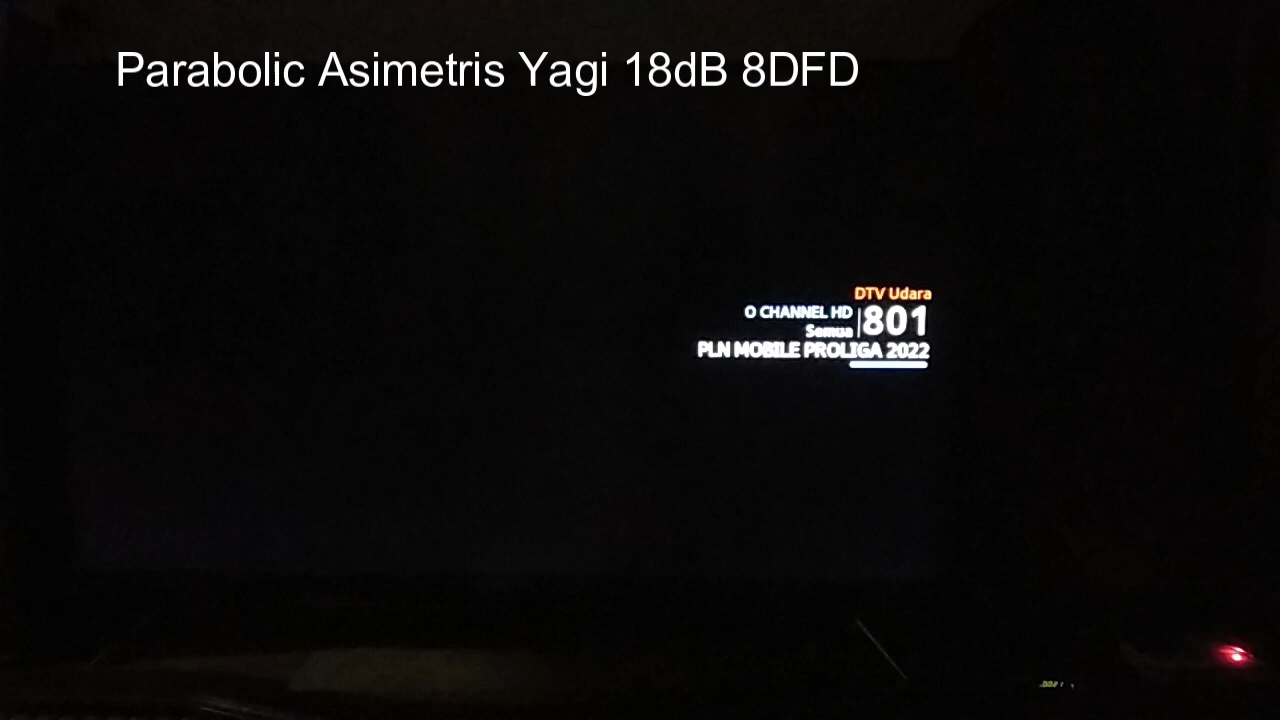 Parabolic Asimetris Yagi 18dB 8DFD
DTV Udara
O CHANNEL HD
801
Semua
PLN MOBILE PROLIGA 2022